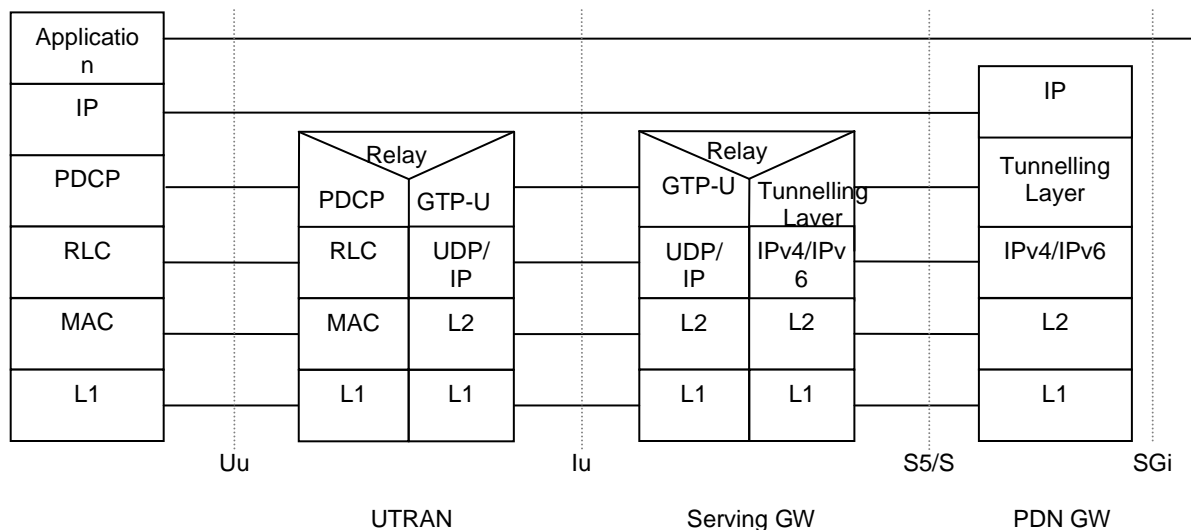 Applicatio
n
IP
PDCP
RLC
MAC
L1
Relay
PDCP
GTP-U
RLC
UDP/
IP
MAC
L2
L1
L1
Relay
GTP-U
Tunnelling
Layer
UDP/
IP
IPv4/IPv
6
L2
L2
L1
L1
IP
Tunnelling
Layer
IPv4/IPv6
L2
L1
Uu
Iu
S5/S
SGi
UTRAN
Serving GW
PDN GW